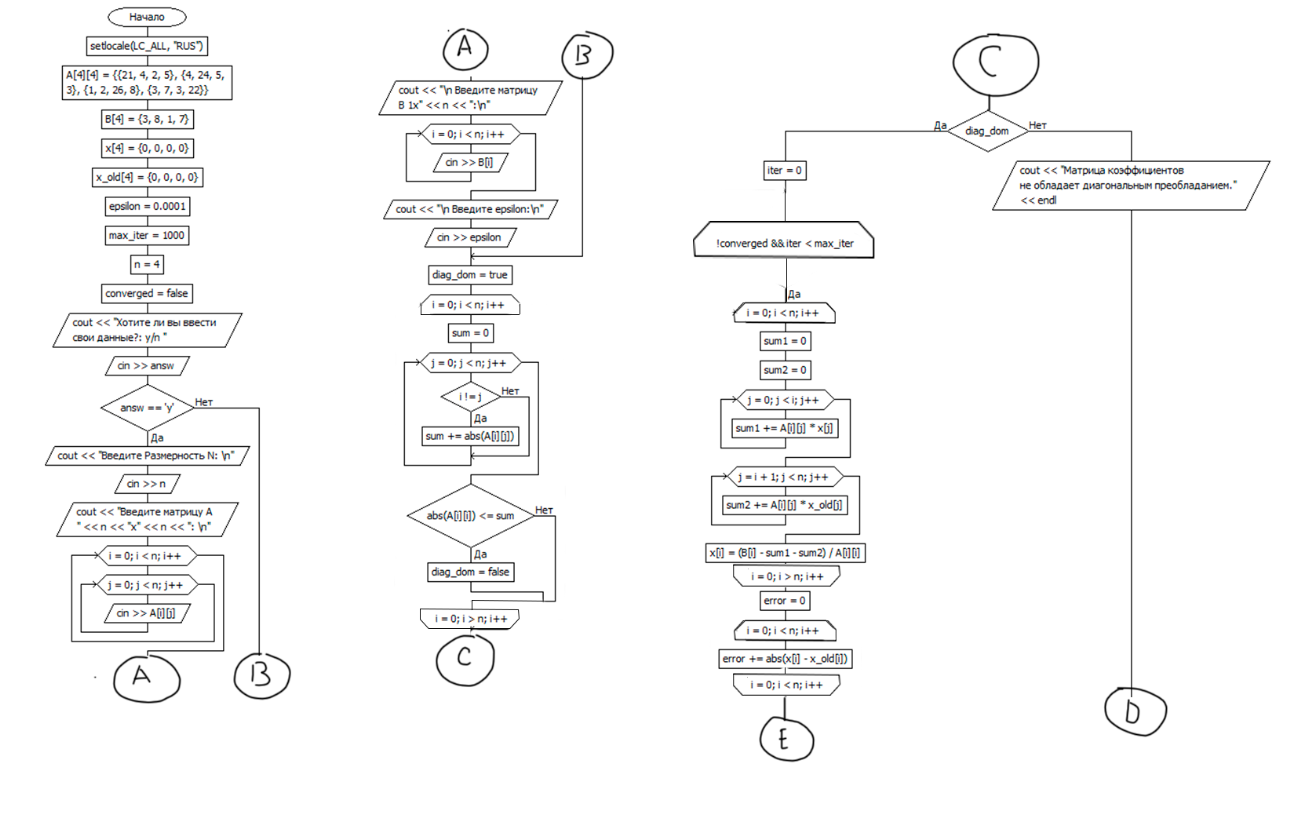 Начало
setlocale(LC_ALL, "RUS")
A[4][4] = {{21, 4, 2, 5}, {4, 24, 5,
3}, {1, 2, 26, 8}, {3, 7, 3, 22}}
B[4] = {3, 8, 1, 7}
x[4] = {0, 0, 0, 0}
x_old[4] = {0, 0, 0, 0}
epsilon = 0.0001
max_iter = 1000
n = 4
converged = false
cout << "Хотите ли вы ввести
свои данные?: y/n "
cin >> answ
answ == 'y'
Нет
Да
cout << "Введите Размерность N: \n"
cin >> n
cout << "Введите матрицу A
" << n << "x" << n << ": \n"
i = 0; i < n; i++
j = 0; j < n; j++
cin >> A[i][j]
A
B
A
B
cout << "\n Введите матрицу
B 1x" << n << ":\n"
i = 0; i < n; i++
cin >> B[i]
cout << "\n Введите epsilon:\n"
cin >> epsilon
diag_dom = true
i = 0; i < n; i++
sum = 0
j = 0; j < n; j++
i != j
Нет
Да
sum += abs(A[i][j])
abs(A[i][i]) <= sum
Нет
Да
diag_dom = false
i = 0; i > n; i++
C
C
Да
diag_dom
Нет
iter = 0
cout << "Матрица коэффициентов
не обладает диагональным преобладанием."
<< endl
!converged && iter < max_iter
Да
i = 0; i < n; i++
sum1 = 0
sum2 = 0
j = 0; j < i; j++
sum1 += A[i][j] * x[j]
j = i + 1; j < n; j++
sum2 += A[i][j] * x_old[j]
x[i] = (B[i] - sum1 - sum2) / A[i][i]
i = 0; i > n; i++
error = 0
i = 0; i < n; i++
error += abs(x[i] - x_old[i])
i = 0; i < n; i++
E
D